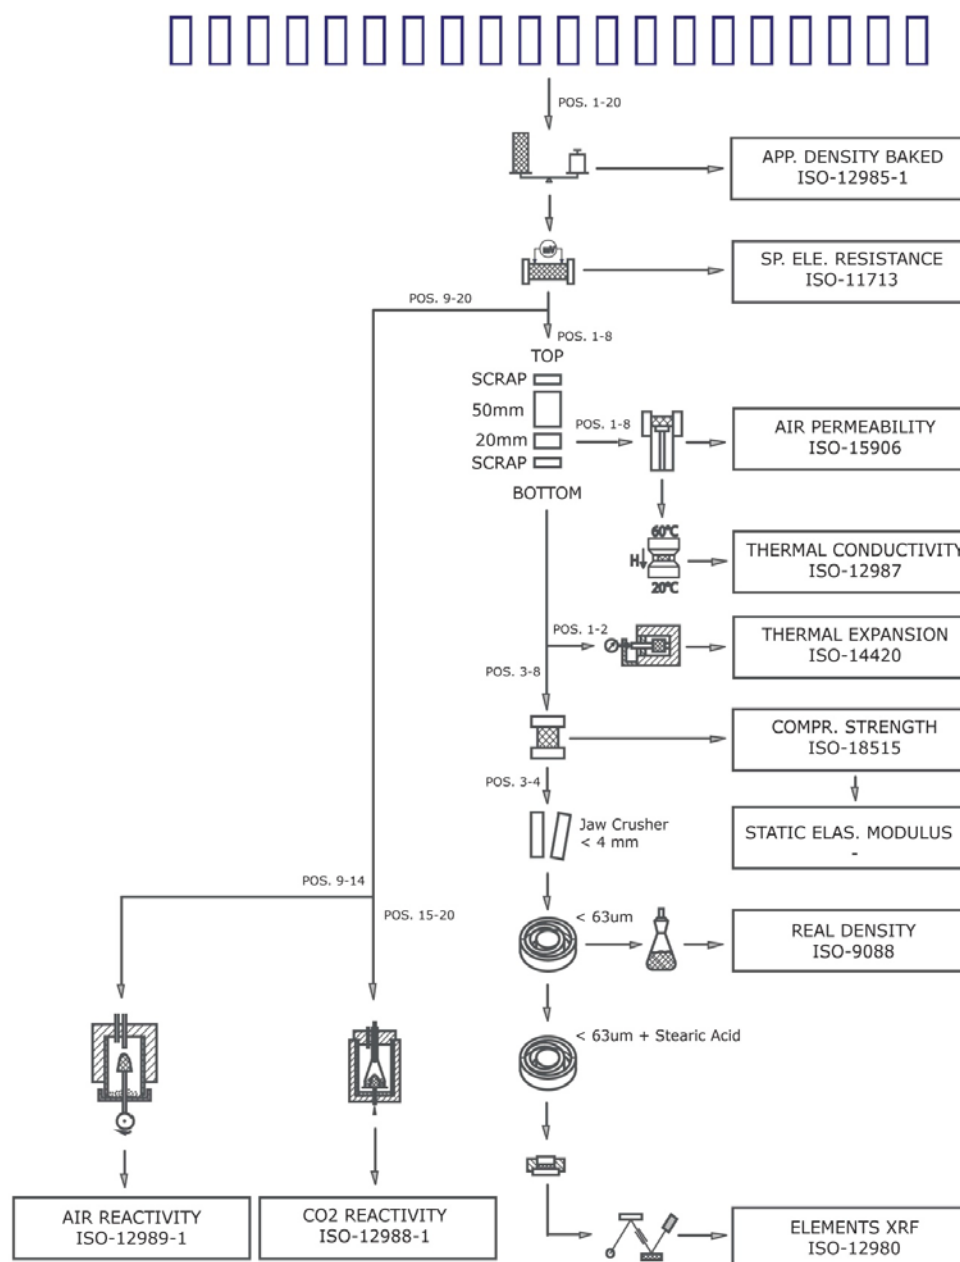 POS. 1-20
APP. DENSITY BAKED
ISO-12985-1
mV
SP. ELE. RESISTANCE
ISO-11713
POS. 9-20
POS. 1-8
TOP
SCRAP
50mm
20mm
SCRAP
BOTTOM
POS. 1-8
AIR PERMEABILITY
ISO-15906
60°C
H
20°C
THERMAL CONDUCTIVITY
ISO-12987
POS. 1-2
THERMAL EXPANSION
ISO-14420
POS. 3-8
COMPR. STRENGTH
ISO-18515
POS. 3-4
STATIC ELAS. MODULUS
-
Jaw Crusher
< 4 mm
POS. 9-14
POS. 15-20
< 63um
REAL DENSITY
ISO-9088
< 63um + Stearic Acid
AIR REACTIVITY
ISO-12989-1
CO2 REACTIVITY
ISO-12988-1
ELEMENTS XRF
ISO-12980